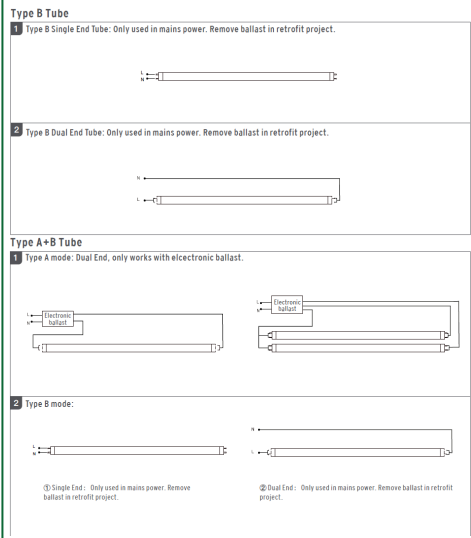 Type B Tube
1 Type B Single End Tube: Only used in mains power. Remove ballast in retrofit project.
L
N
2 Type B Dual End Tube: Only used in mains power. Remove ballast in retrofit project.
N
L
Type A+B Tube
1 Type A mode: Dual End, only works with elcectronic ballast.
L
N
Electronic
ballast
L
N
Electronic
ballast
2 Type B mode:
L
N
N
L
① Single End : Only used in mains power. Remove
ballast in retrofit project.
② Dual End : Only used in mains power. Remove ballast in retrofit
project.